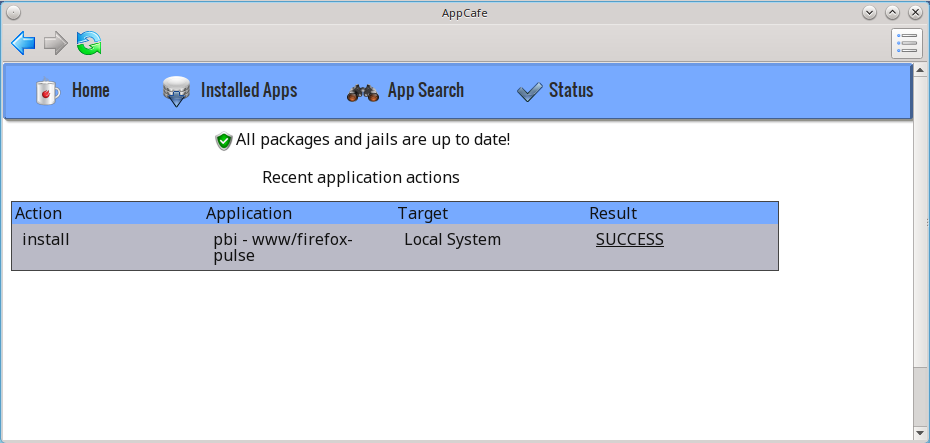 AppCafe
Home Installed Apps App Search Status
All packages and jails are up to date!
Recent application actions
Action Application Target Result
install pbi - www/firefox- Local System SUCCESS
pulse